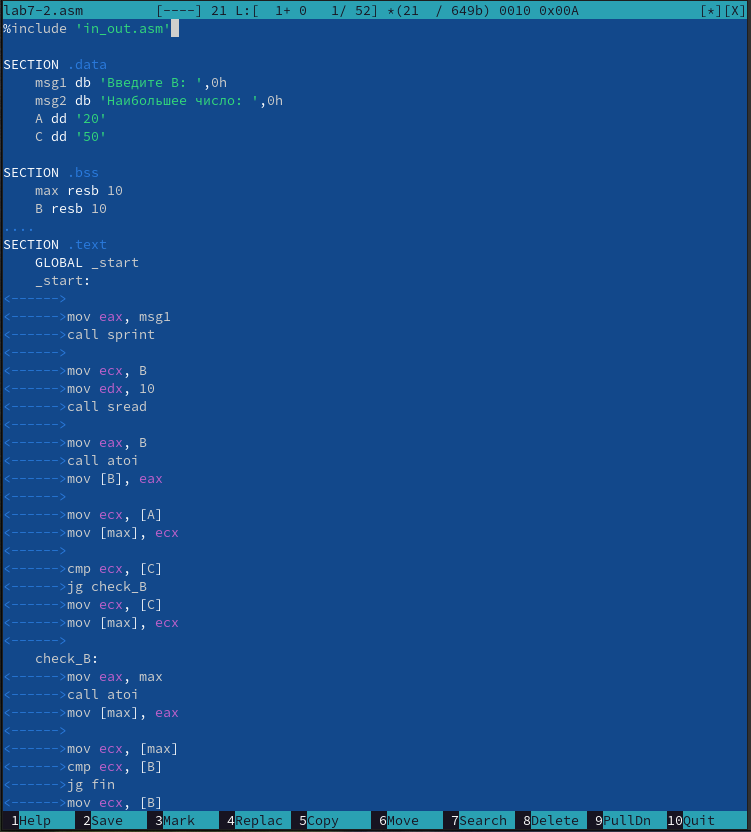 lab7-2.asm [----] 21 L:[ 1+ 0 1/ 52] *(21 / 649b) 0010 0x00A [*][X]
%include 'in_out.asm'
SECTION .data
msg1 db 'Введите B: ',0h
msg2 db 'Наибольшее число: ',0h
A dd '20'
C dd '50'
SECTION .bss
max resb 10
B resb 10
....
SECTION .text
GLOBAL _start
_start:
<------>
<------>mov eax, msg1
<------>call sprint
<------>
<------>mov ecx, B
<------>mov edx, 10
<------>call sread
<------>
<------>mov eax, B
<------>call atoi
<------>mov [B], eax
<------>
<------>mov ecx, [A]
<------>mov [max], ecx
<------>
<------>cmp ecx, [C]
<------>jg check_B
<------>mov ecx, [C]
<------>mov [max], ecx
<------>
check_B:
<------>mov eax, max
<------>call atoi
<------>mov [max], eax
<------>
<------>mov ecx, [max]
<------>cmp ecx, [B]
<------>jg fin
<------>mov ecx, [B]
1Help 2Save 3Mark 4Replac 5Copy 6Move 7Search 8Delete 9PullDn 10Quit